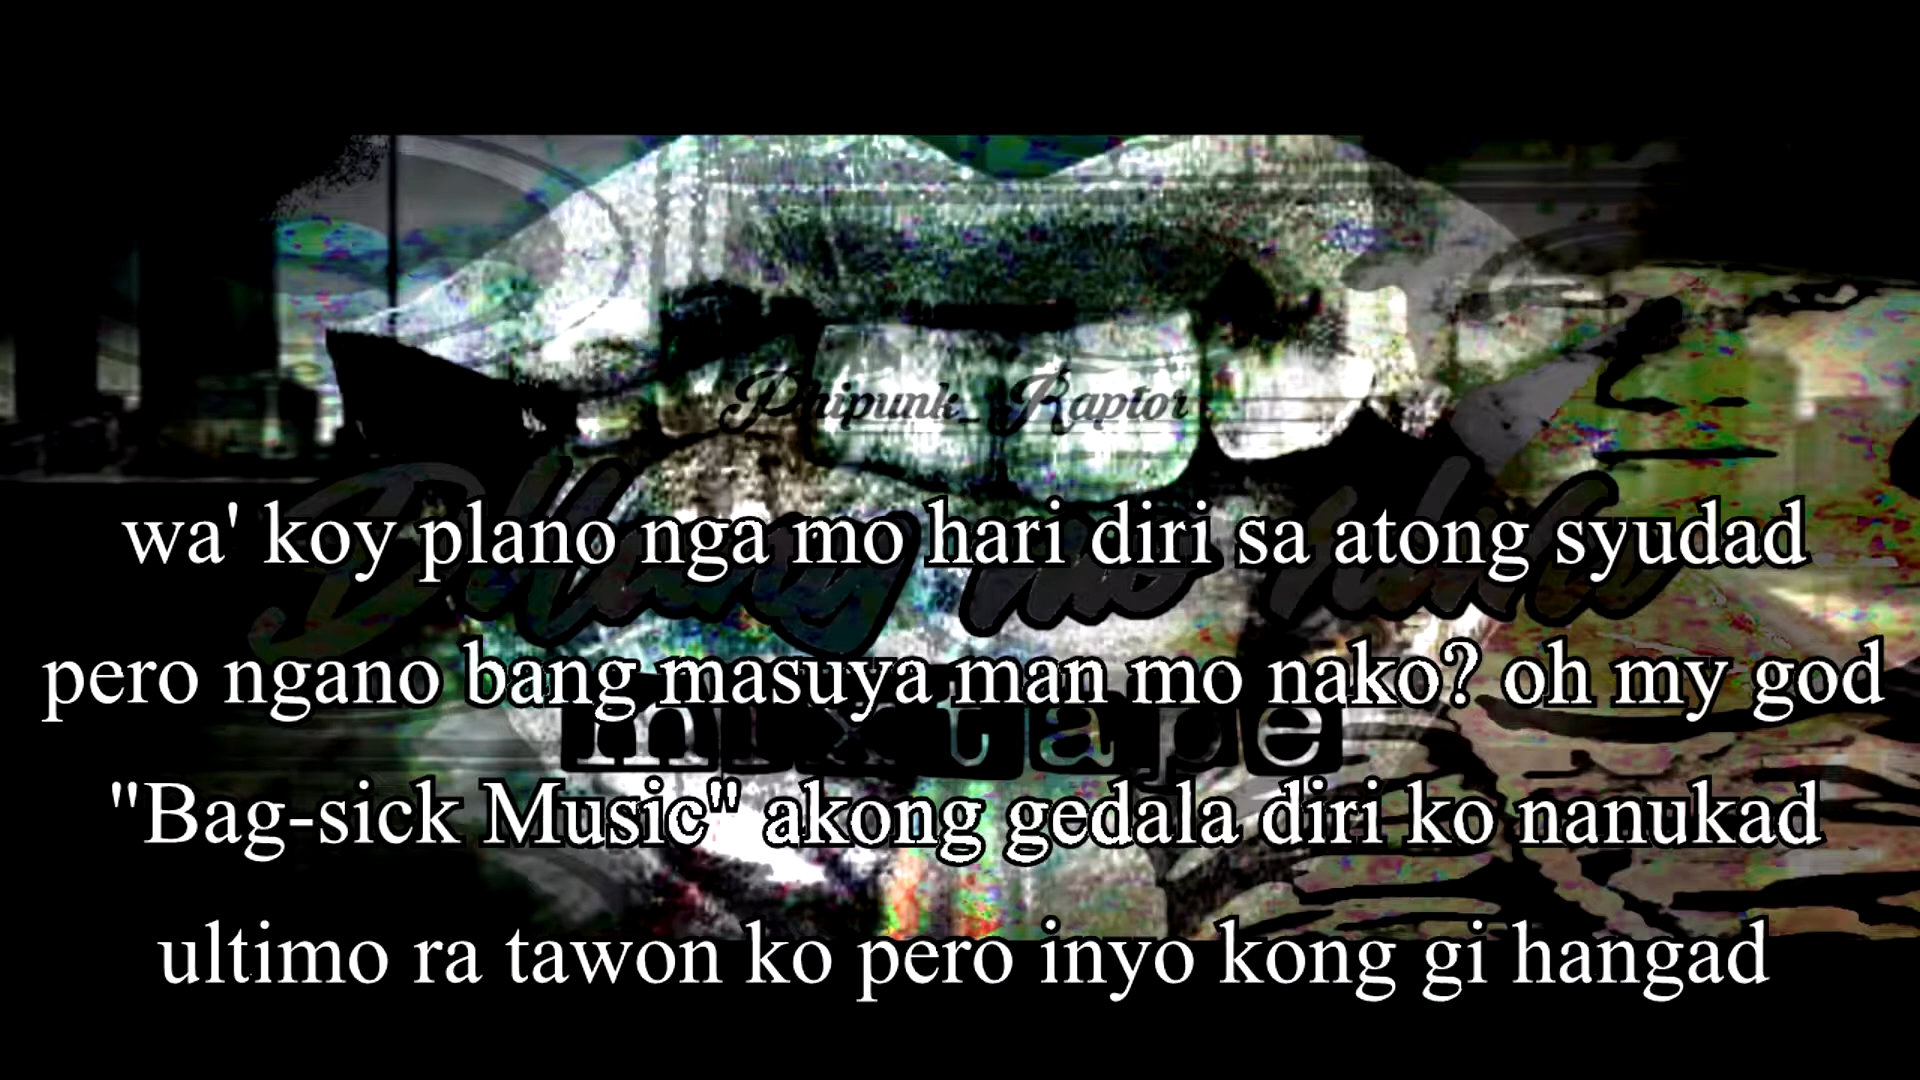 Phipunk_Raptor
wa' koy plano nga mo hari diri sa atong syudad
pero ngano bang masuya man mo nako? oh my god
mixtape
"Bag-sick Music" akong gedala diri ko nanukad
ultimo ra tawon ko pero inyo kong gi hangad